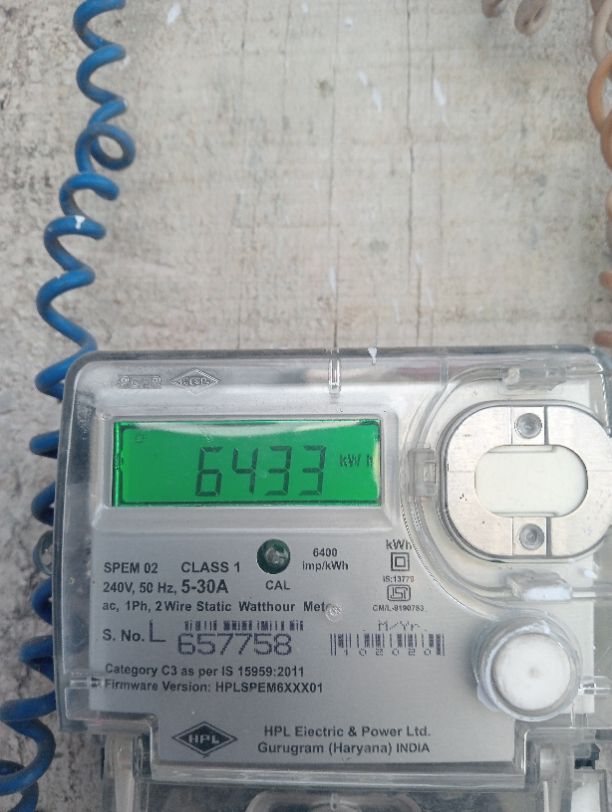 6433 kWh
SPEM 02 CLASS 1
240V, 50 Hz, 5-30A
ac, 1Ph, 2 Wire Static Watthour Meter
CAL
6400
imp/kWh
kWh
IS:13779
CM/L-9190783
S. No. L 657758
M/Yr.
102020
Category C3 as per IS 15959:2011
Firmware Version: HPLSPEM6XXX01
HPL
HPL Electric & Power Ltd.
Gurugram (Haryana) INDIA